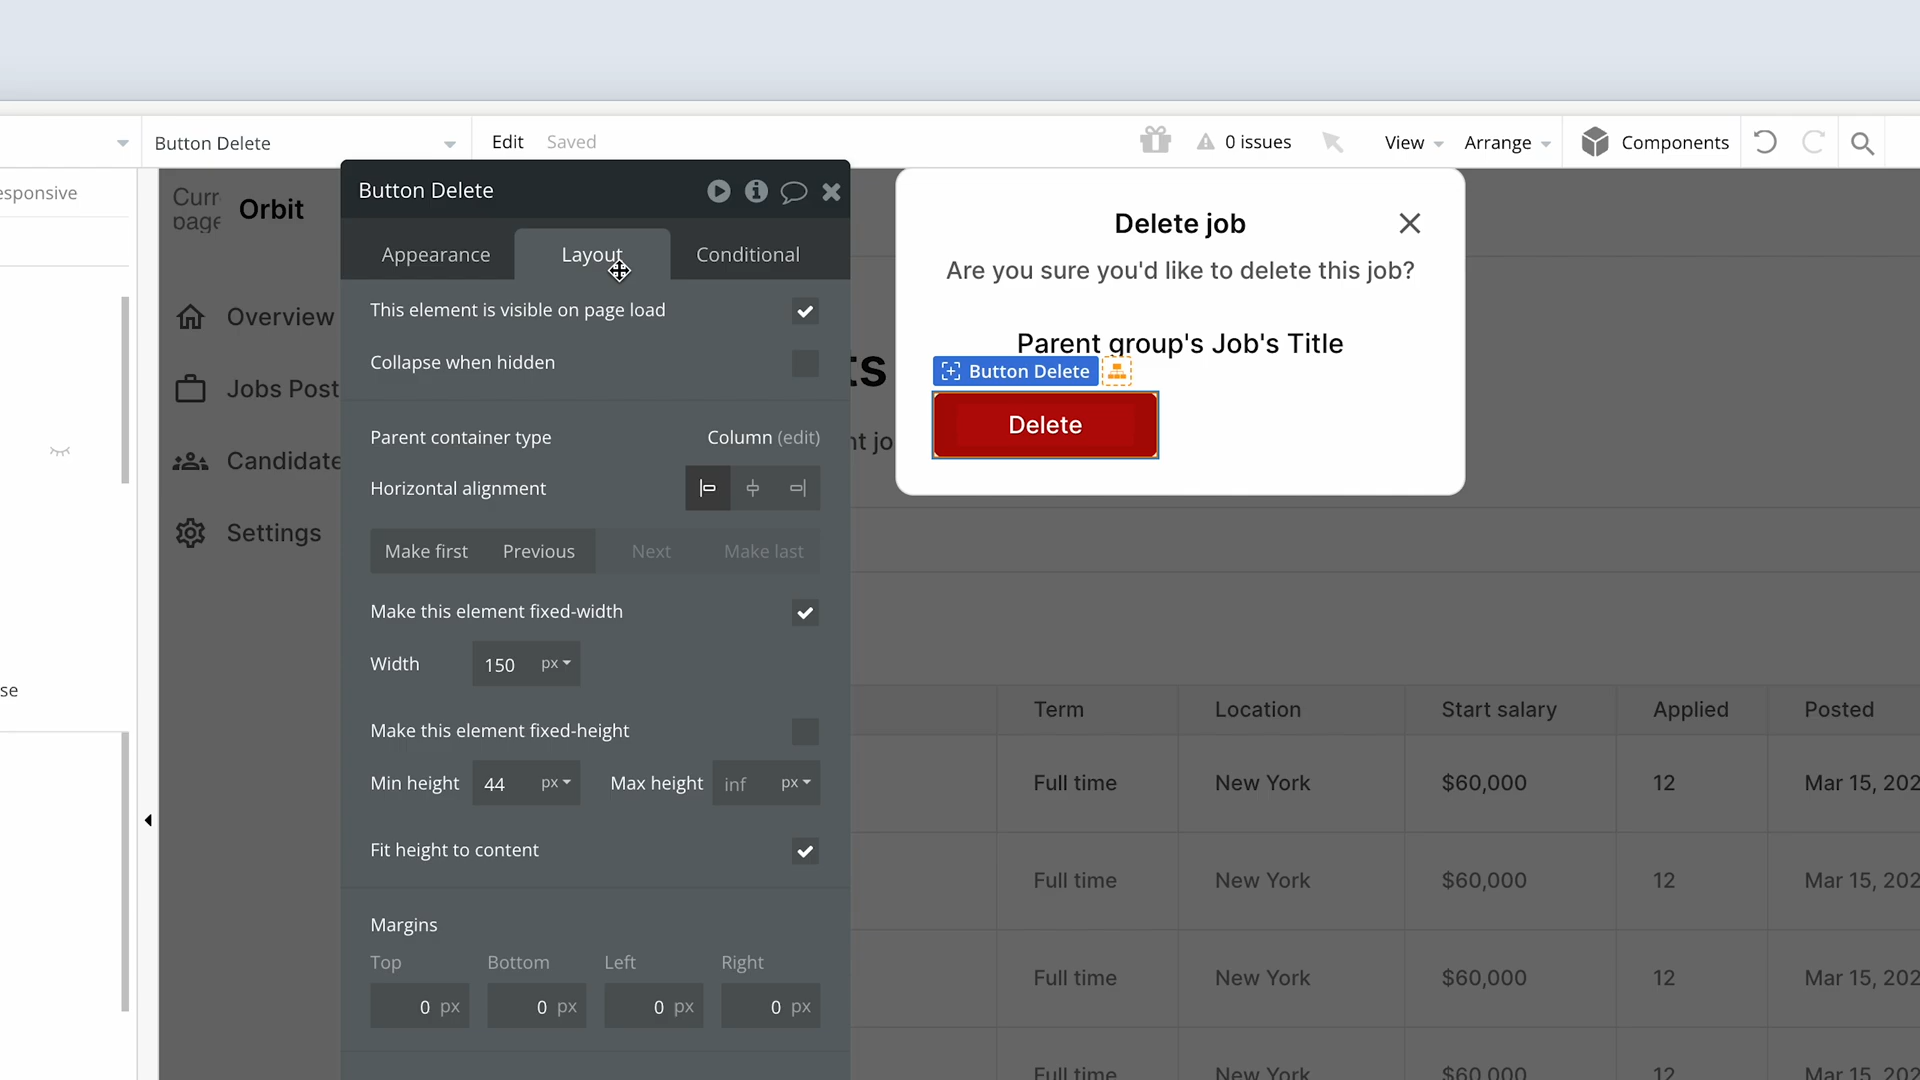 Button Delete
Edit
Saved
0 issues
View
Arrange
Components
esponsive
se
Curr
page
Orbit
Overview
Jobs Post
Candidate
Settings
Button Delete
Appearance
Layout
Conditional
This element is visible on page load
Collapse when hidden
Parent container type
Column (edit)
Horizontal alignment
Make first
Previous
Next
Make last
Make this element fixed-width
Width
150 px
Make this element fixed-height
Min height
44 px
Max height
inf px
Fit height to content
Margins
Top
Bottom
Left
Right
0 px
0 px
0 px
0 px
ts
nt jo
Delete job
Are you sure you'd like to delete this job?
Parent group's Job's Title
Button Delete
Delete
Term
Location
Start salary
Applied
Posted
Full time
New York
$60,000
12
Mar 15, 202
Full time
New York
$60,000
12
Mar 15, 202
Full time
New York
$60,000
12
Mar 15, 202
Full time
New York
$60,000
12
Mar 15, 202